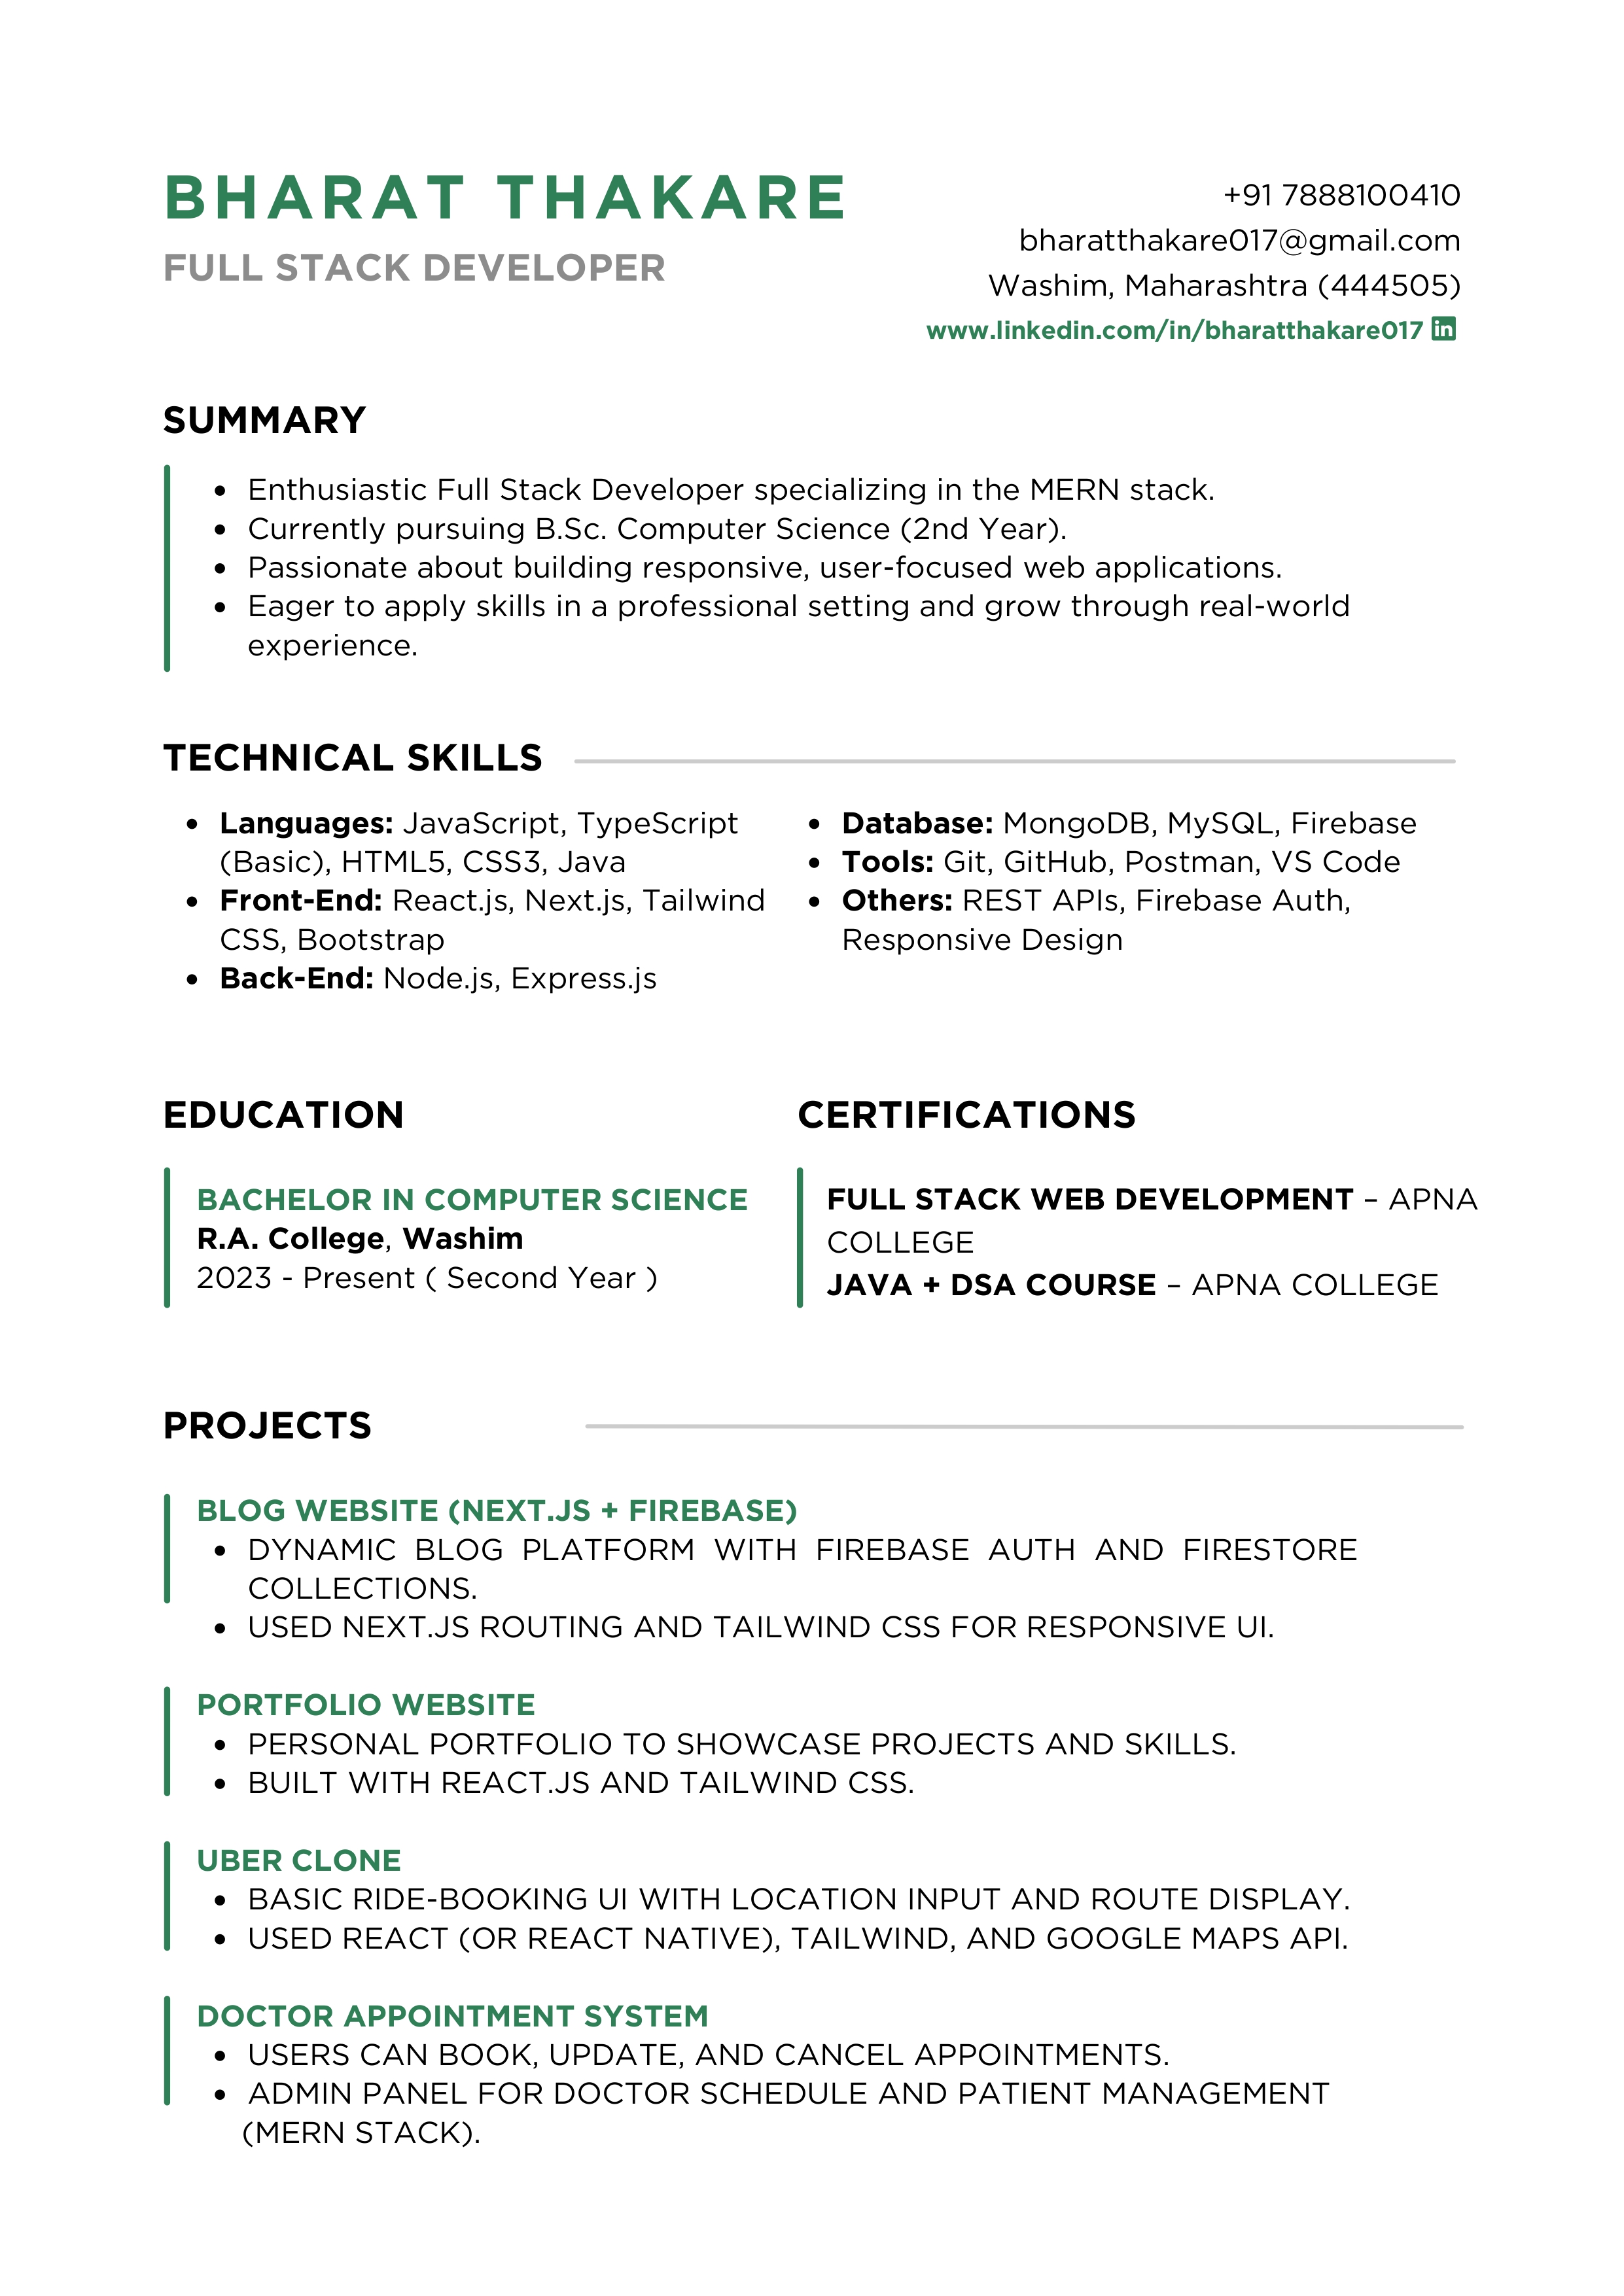 BHARAT THAKARE
FULL STACK DEVELOPER
+91 7888100410
bharatthakare017@gmail.com
Washim, Maharashtra (444505)
www.linkedin.com/in/bharatthakare017 in
SUMMARY
• Enthusiastic Full Stack Developer specializing in the MERN stack.
• Currently pursuing B.Sc. Computer Science (2nd Year).
• Passionate about building responsive, user-focused web applications.
• Eager to apply skills in a professional setting and grow through real-world
experience.
TECHNICAL SKILLS
• Languages: JavaScript, TypeScript
(Basic), HTML5, CSS3, Java
• Front-End: React.js, Next.js, Tailwind
CSS, Bootstrap
• Back-End: Node.js, Express.js
• Database: MongoDB, MySQL, Firebase
• Tools: Git, GitHub, Postman, VS Code
• Others: REST APIs, Firebase Auth,
Responsive Design
EDUCATION
BACHELOR IN COMPUTER SCIENCE
R.A. College, Washim
2023 - Present ( Second Year )
CERTIFICATIONS
FULL STACK WEB DEVELOPMENT – APNA
COLLEGE
JAVA + DSA COURSE – APNA COLLEGE
PROJECTS
BLOG WEBSITE (NEXT.JS + FIREBASE)
• DYNAMIC BLOG PLATFORM WITH FIREBASE AUTH AND FIRESTORE
COLLECTIONS.
• USED NEXT.JS ROUTING AND TAILWIND CSS FOR RESPONSIVE UI.
PORTFOLIO WEBSITE
• PERSONAL PORTFOLIO TO SHOWCASE PROJECTS AND SKILLS.
• BUILT WITH REACT.JS AND TAILWIND CSS.
UBER CLONE
• BASIC RIDE-BOOKING UI WITH LOCATION INPUT AND ROUTE DISPLAY.
• USED REACT (OR REACT NATIVE), TAILWIND, AND GOOGLE MAPS API.
DOCTOR APPOINTMENT SYSTEM
• USERS CAN BOOK, UPDATE, AND CANCEL APPOINTMENTS.
• ADMIN PANEL FOR DOCTOR SCHEDULE AND PATIENT MANAGEMENT
(MERN STACK).